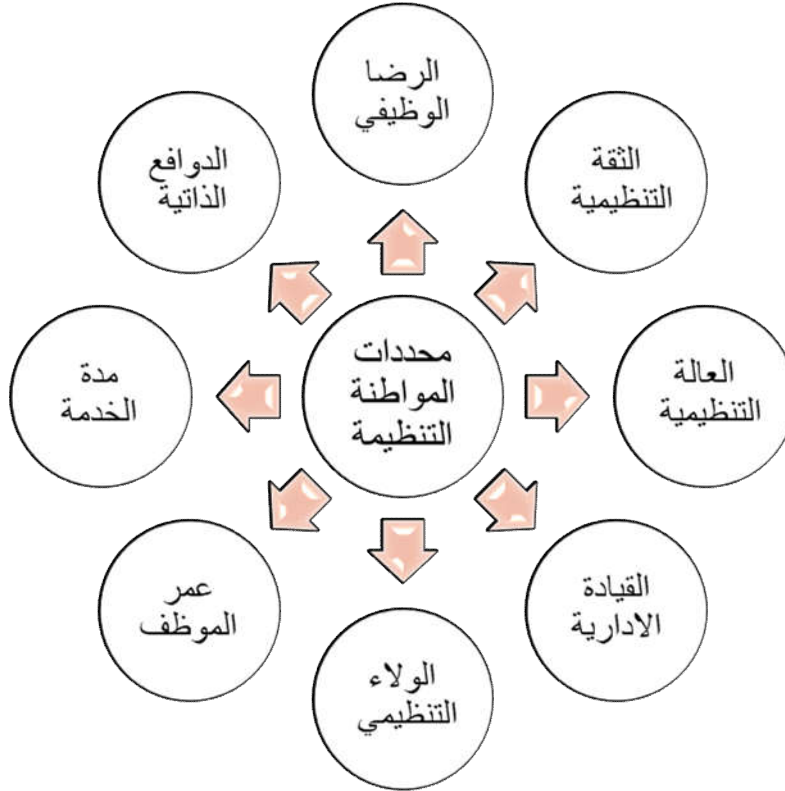 الرضا
الوظيفي
الثقة
التنظيمية
العالة
التنظيمية
القيادة
الادارية
الولاء
التنظيمي
عمر
الموظف
مدة
الخدمة
الدوافع
الذاتية
محددات
المواطنة
التنظيمة